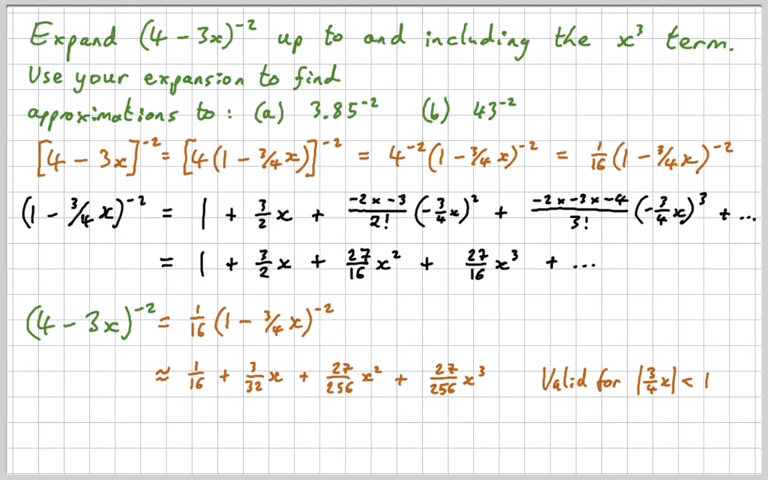 Expand (4 − 3x)⁻² up to and including the x³ term.
Use your expansion to find
approximations to: (a) 3.85⁻² (b) 43⁻²
[4 − 3x]⁻² = [4(1 − 3/4 x)]⁻² = 4⁻²(1 − 3/4 x)⁻² = 1/16 (1 − 3/4 x)⁻²
(1 − 3/4 x)⁻² = 1 + 3/2 x + −2×−3/2! (−3/4 x)² + −2×−3×−4/3! (−3/4 x)³ + ...
= 1 + 3/2 x + 27/16 x² + 27/16 x³ + ...
(4 − 3x)⁻² = 1/16 (1 − 3/4 x)⁻²
≈ 1/16 + 3/32 x + 27/256 x² + 27/256 x³ Valid for |3/4 x| < 1